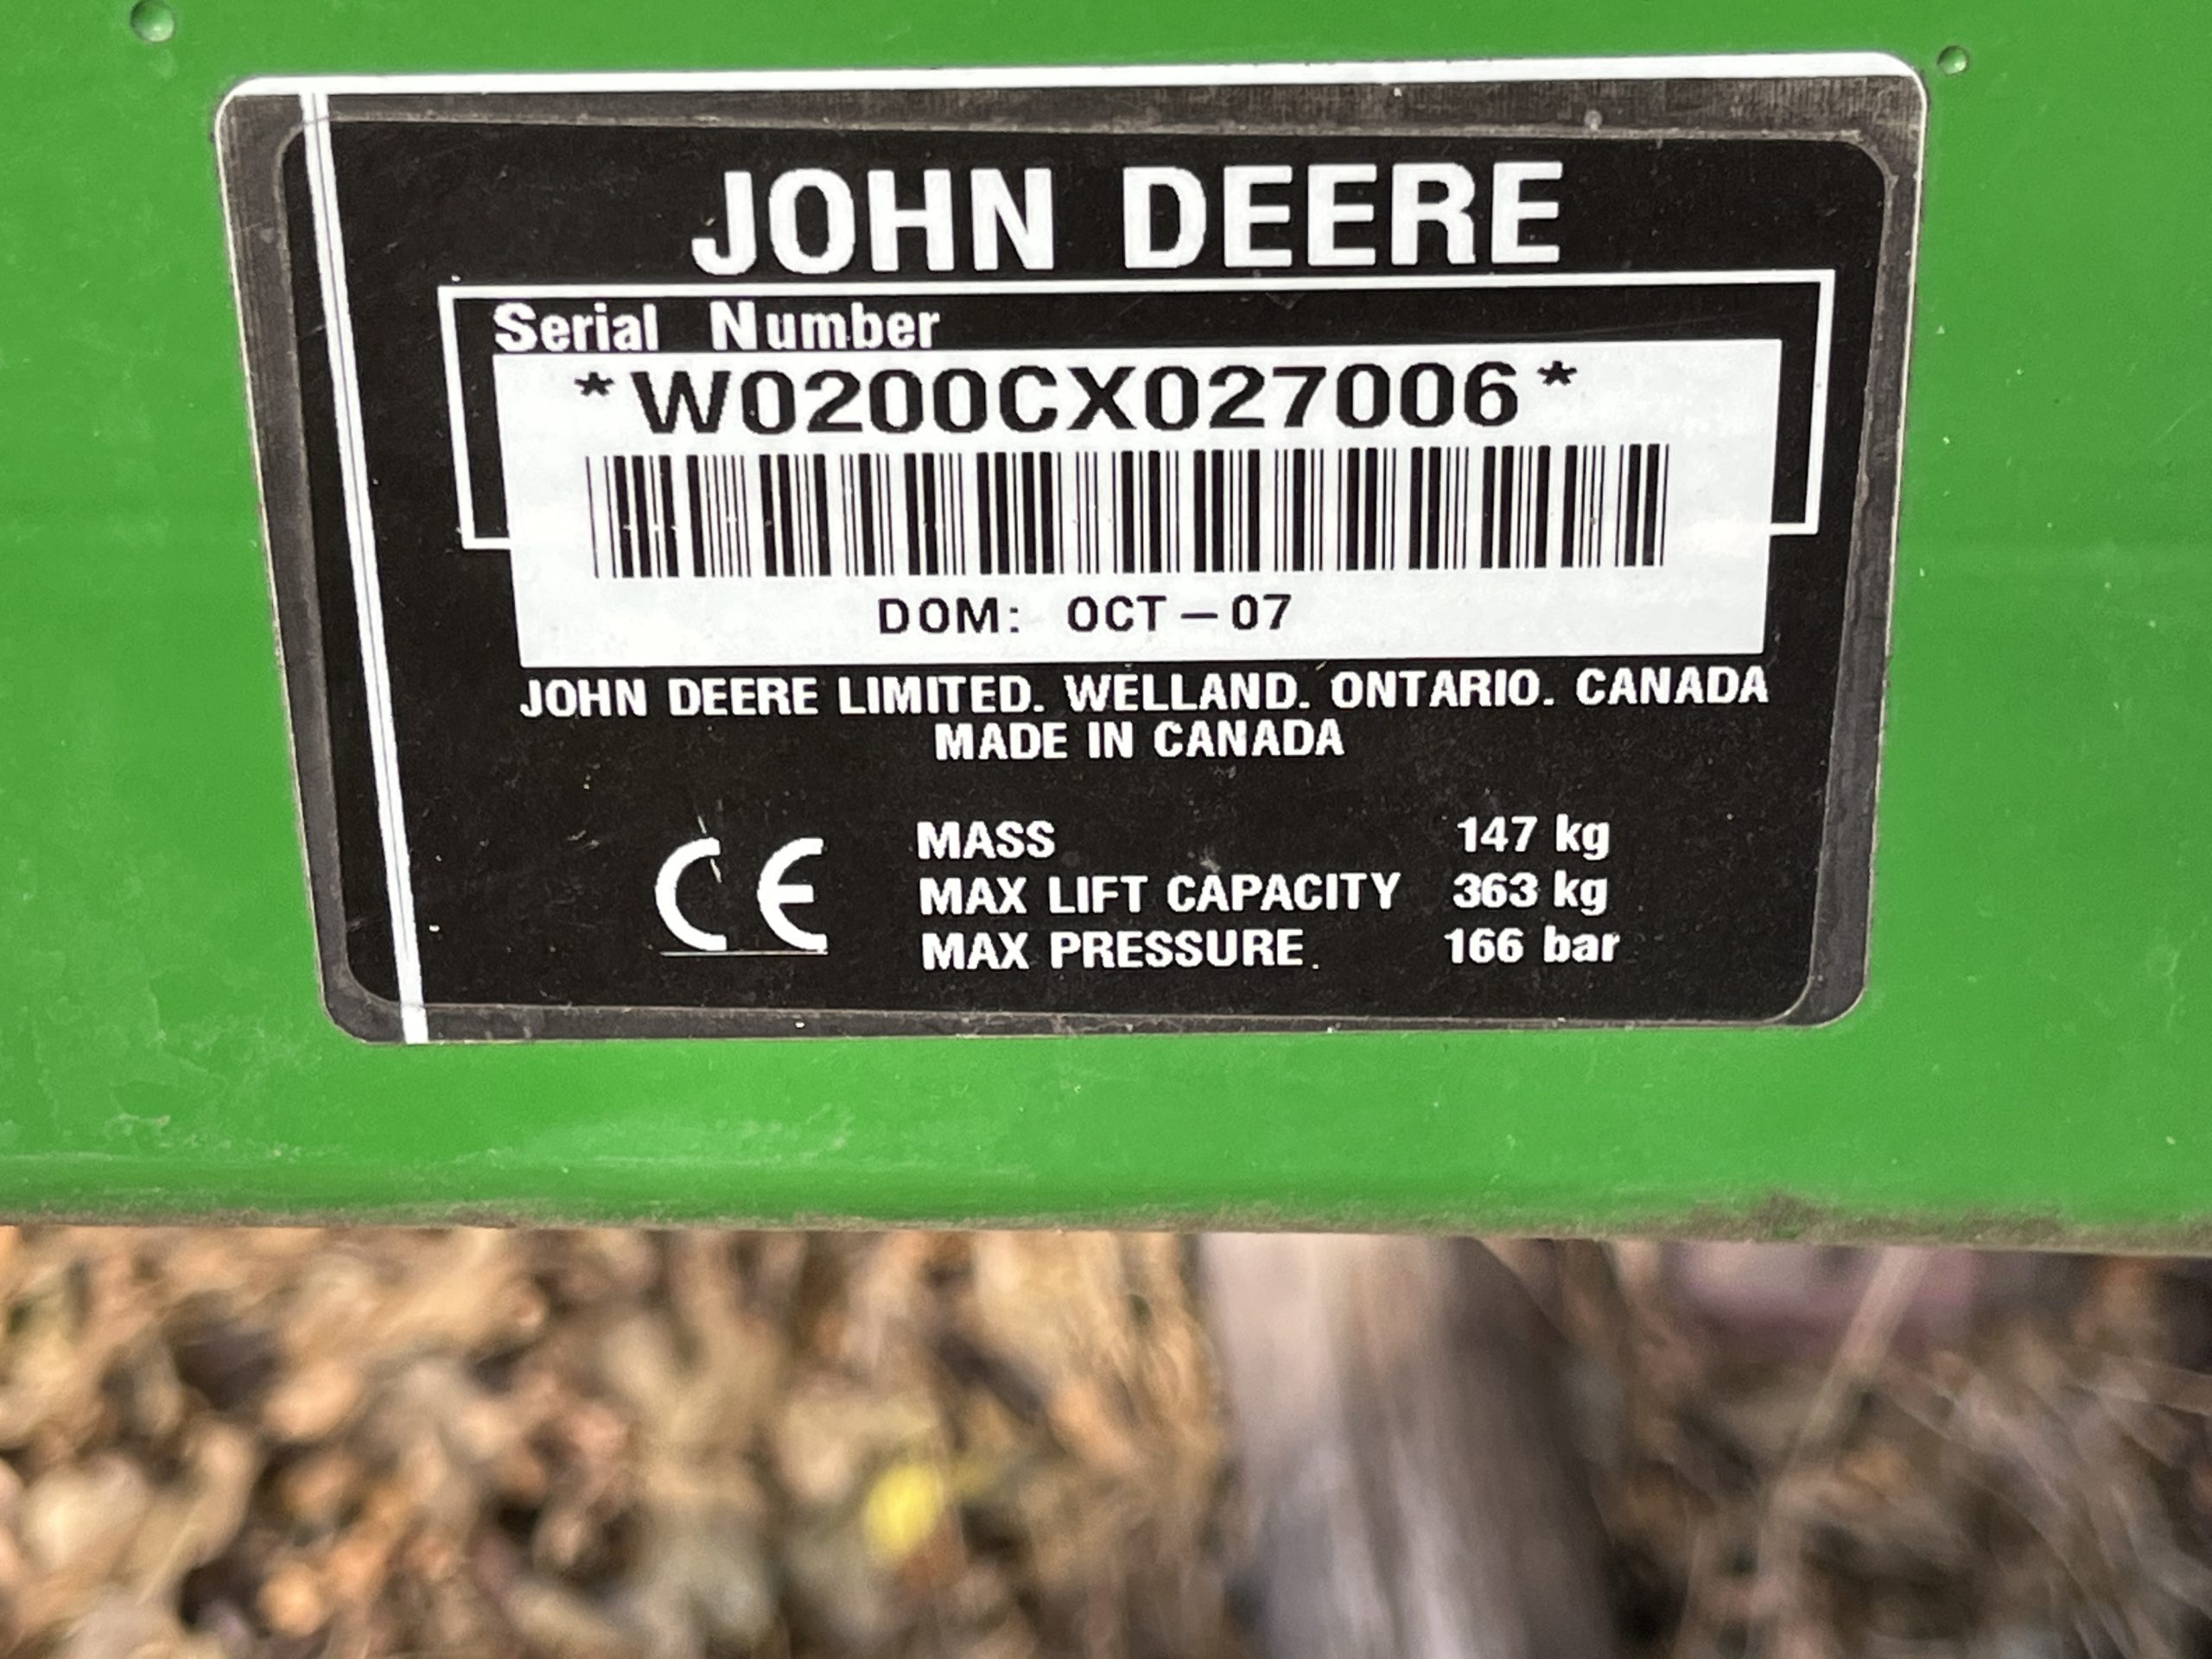 JOHN DEERE
Serial Number
*W0200CX027006*
DOM: OCT-07
JOHN DEERE LIMITED. WELLAND. ONTARIO. CANADA
MADE IN CANADA
CE
MASS 147 kg
MAX LIFT CAPACITY 363 kg
MAX PRESSURE. 166 bar